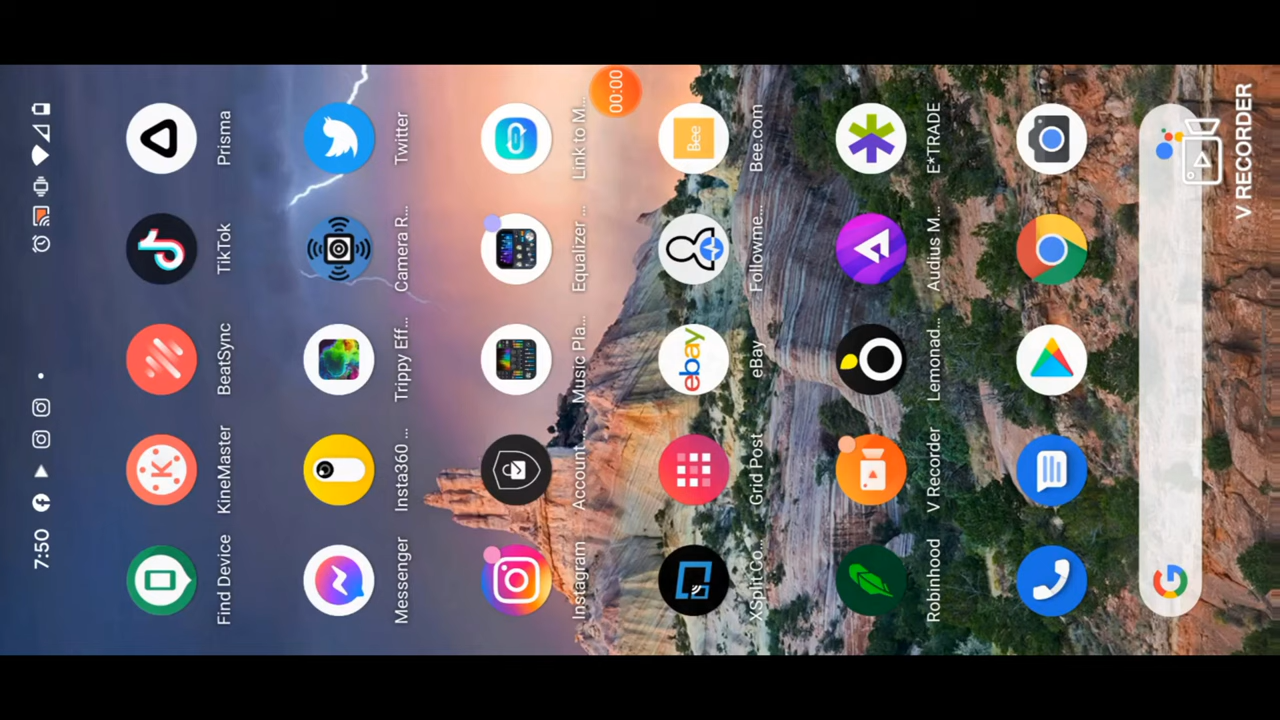 7:50
Find Device KineMaster BeatSync TikTok Prisma
Messenger Insta360 ... Trippy Eff... Camera R... Twitter
00:00
Instagram Account... Music Pla... Equalizer ... Link to M...
Bee
ebay
XSplit Co... Grid Post eBay Followme... Bee.com
Robinhood V Recorder Lemonad... Audius M... E*TRADE
G
V RECORDER